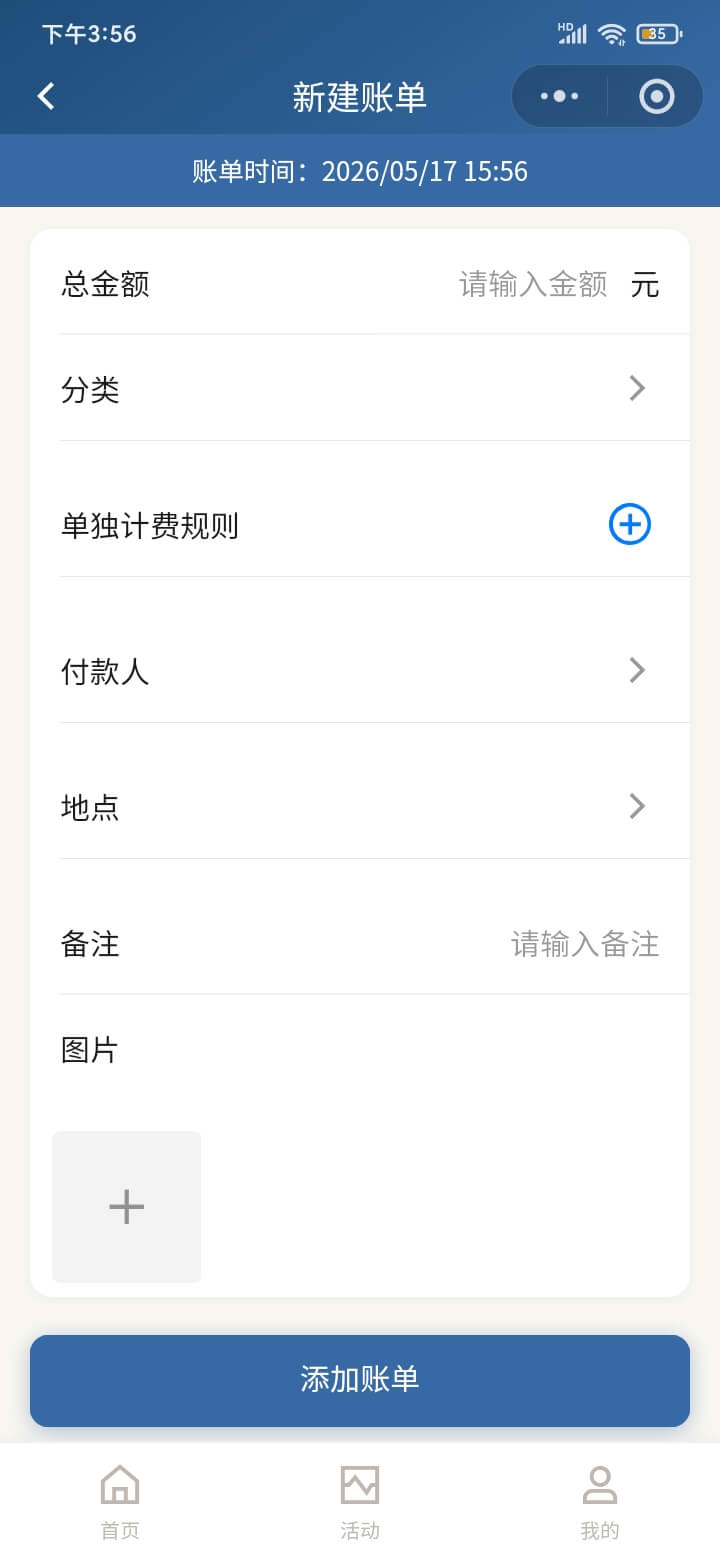 下午3:56
HD
35
新建账单
账单时间：2026/05/17 15:56
总金额 请输入金额 元
分类
单独计费规则
付款人
地点
备注 请输入备注
图片
添加账单
首页 活动 我的